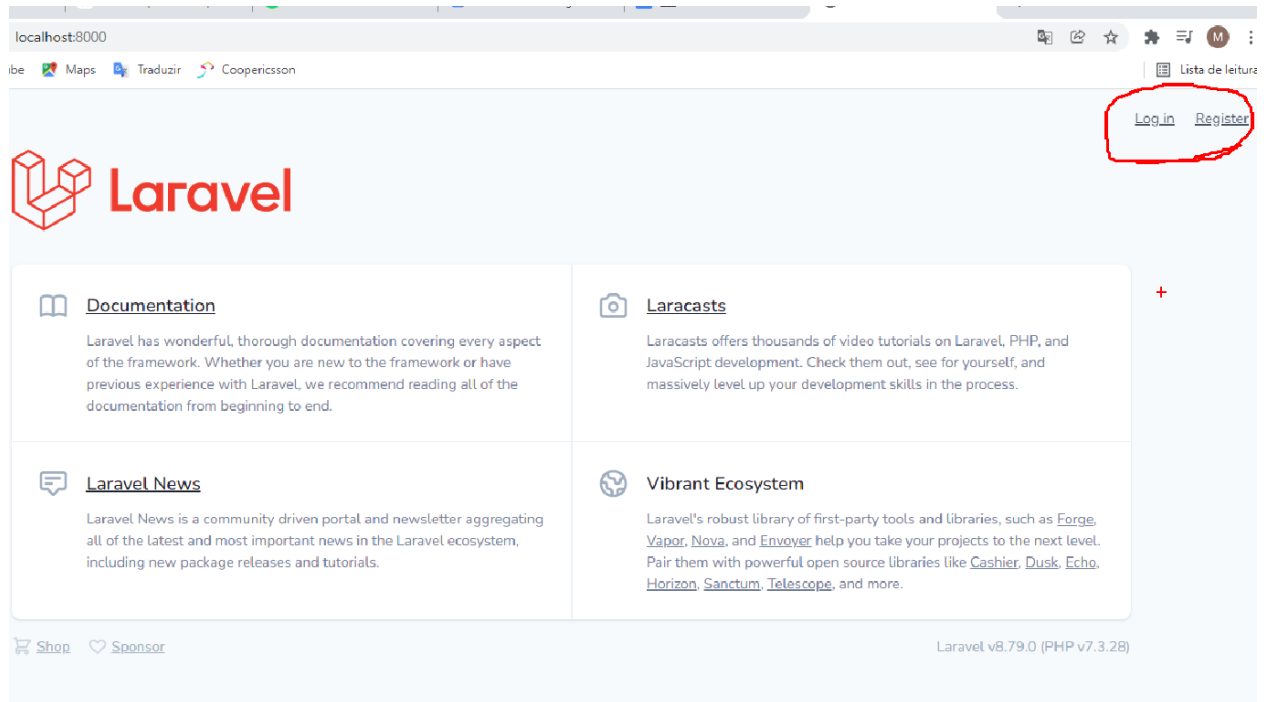 localhost:8000
be Maps Traduzir Coopericsson Lista de leitura
M
Log in Register
Laravel
Documentation
Laravel has wonderful, thorough documentation covering every aspect
of the framework. Whether you are new to the framework or have
previous experience with Laravel, we recommend reading all of the
documentation from beginning to end.
Laracasts
Laracasts offers thousands of video tutorials on Laravel, PHP, and
JavaScript development. Check them out, see for yourself, and
massively level up your development skills in the process.
Laravel News
Laravel News is a community driven portal and newsletter aggregating
all of the latest and most important news in the Laravel ecosystem,
including new package releases and tutorials.
Vibrant Ecosystem
Laravel's robust library of first-party tools and libraries, such as Forge,
Vapor, Nova, and Envoyer help you take your projects to the next level.
Pair them with powerful open source libraries like Cashier, Dusk, Echo,
Horizon, Sanctum, Telescope, and more.
Shop Sponsor Laravel v8.79.0 (PHP v7.3.28)